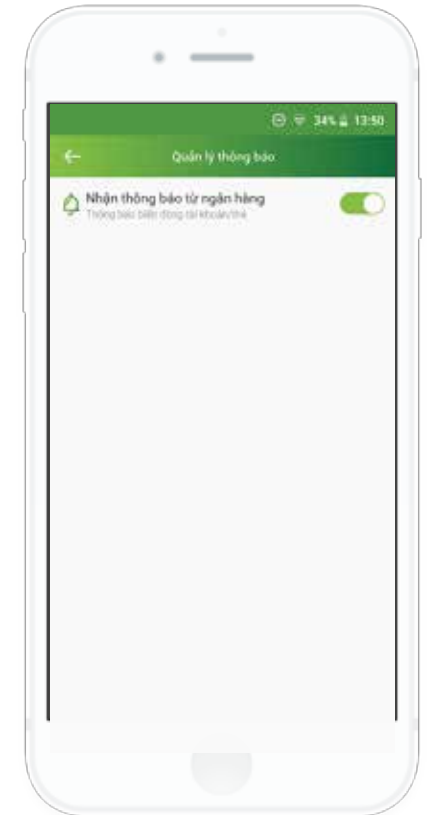 34% 13:50
Quản lý thông báo
Nhận thông báo từ ngân hàng
Thông báo biến động tài khoản/thẻ